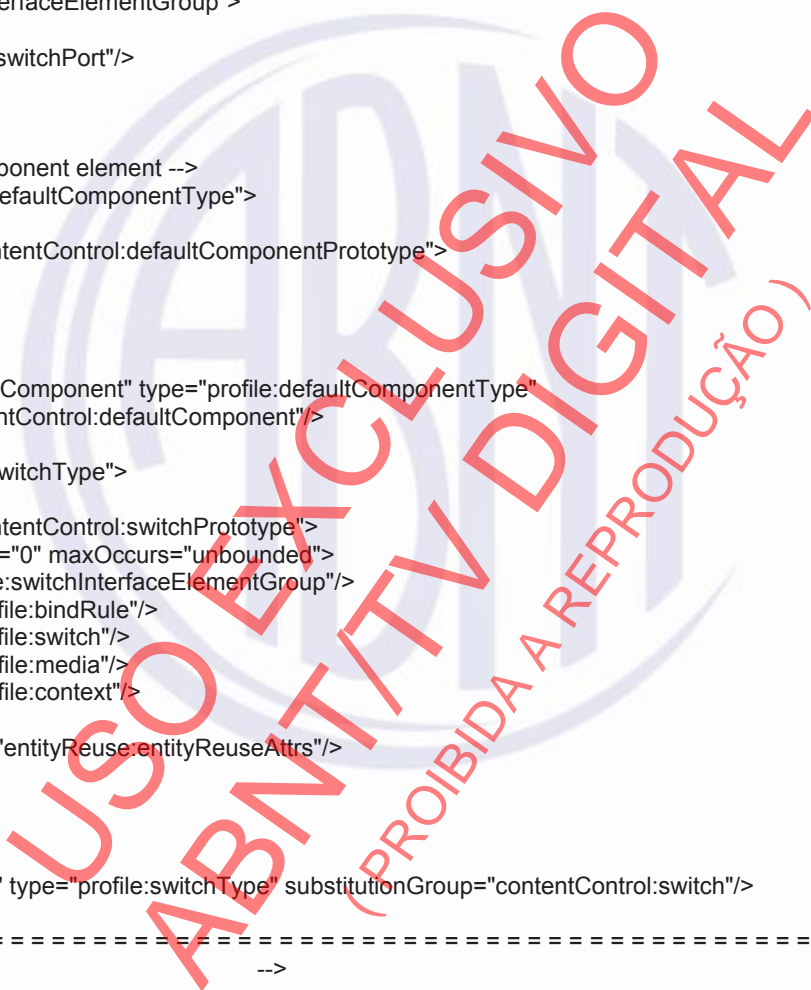 erfaceElementGroup">
switchPort"/>
ponent element -->
efaultComponentType">
ntentControl:defaultComponentPrototype">
Component" type="profile:defaultComponentType"
ntControl:defaultComponent"/>
witchType">
ntentControl:switchPrototype">
="0" maxOccurs="unbounded">
e:switchInterfaceElementGroup"/>
file:bindRule"/>
file:switch"/>
file:media"/>
file:context"/>
"entityReuse:entityReuseAttrs"/>
" type="profile:switchType" substitutionGroup="contentControl:switch"/>
= = = = = = = = = = = = = = = = = = = = = = = = = = = = = = = = = = = = = = = =
-->
ABNT
USO EXCLUSIVO
ABNT/TV DIGITAL
( PROIBIDA A REPRODUÇÃO )